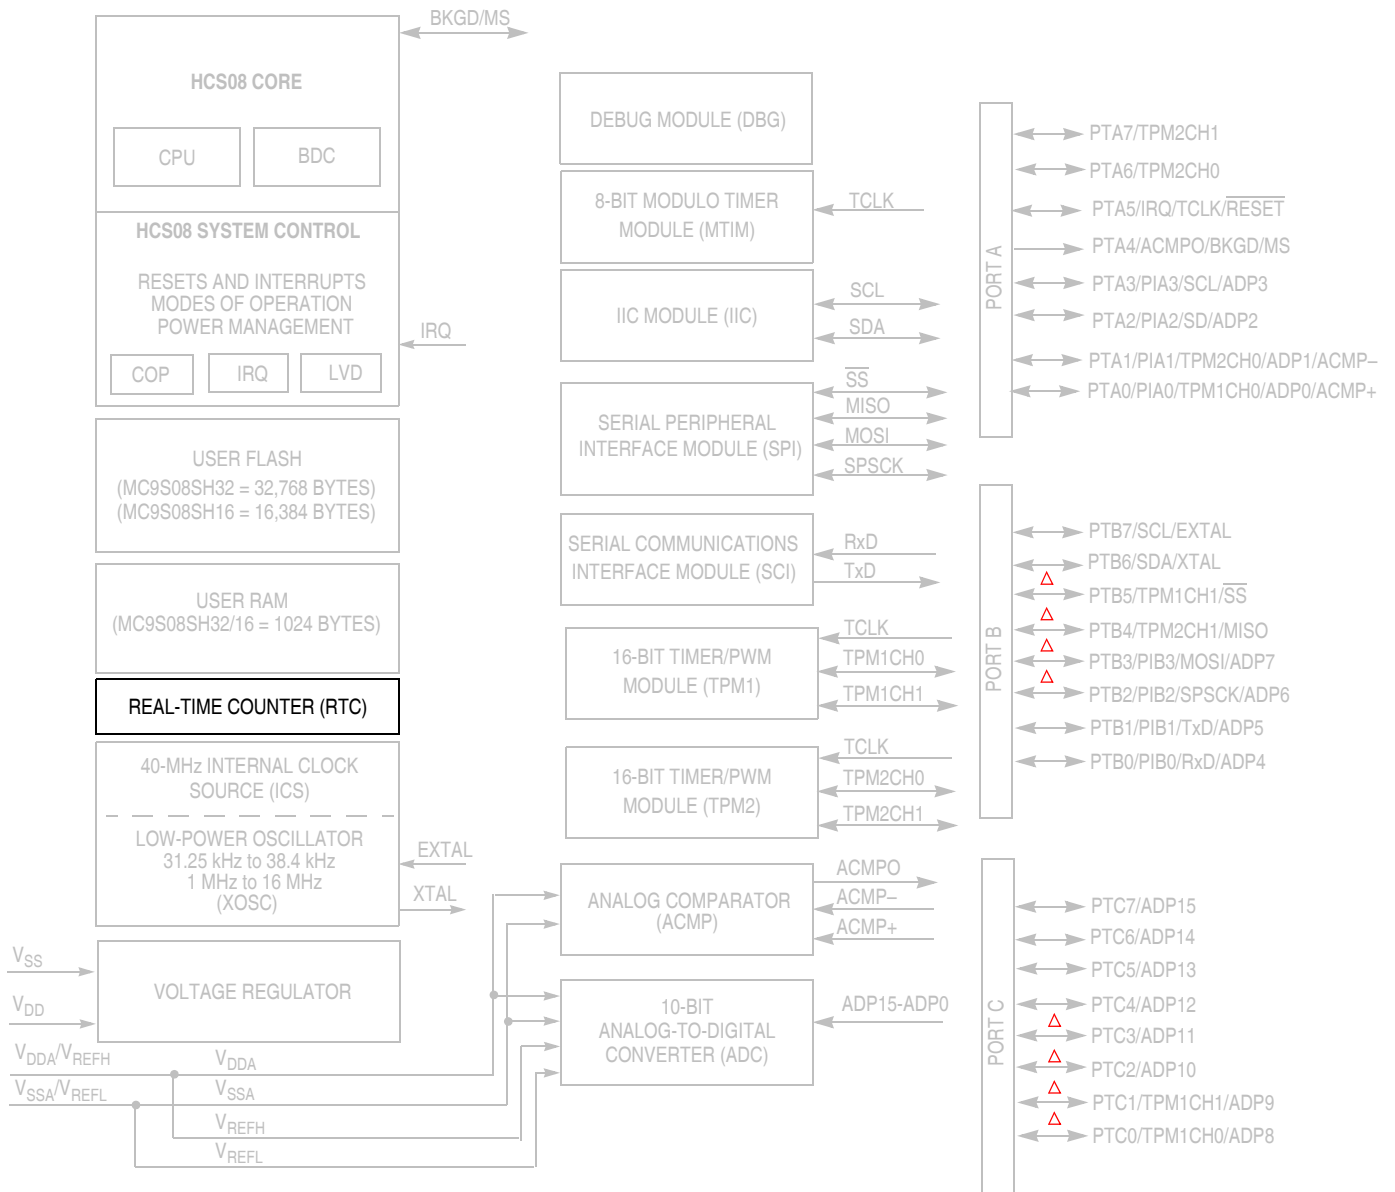 BKGD/MS
HCS08 CORE
CPU
BDC
HCS08 SYSTEM CONTROL
RESETS AND INTERRUPTS
MODES OF OPERATION
POWER MANAGEMENT
COP
IRQ
LVD
IRQ
USER FLASH
(MC9S08SH32 = 32,768 BYTES)
(MC9S08SH16 = 16,384 BYTES)
USER RAM
(MC9S08SH32/16 = 1024 BYTES)
REAL-TIME COUNTER (RTC)
40-MHz INTERNAL CLOCK
SOURCE (ICS)
LOW-POWER OSCILLATOR
31.25 kHz to 38.4 kHz
1 MHz to 16 MHz
(XOSC)
EXTAL
XTAL
VSS
VDD
VOLTAGE REGULATOR
VDDA/VREFH
VSSA/VREFL
VDDA
VSSA
VREFH
VREFL
DEBUG MODULE (DBG)
8-BIT MODULO TIMER
MODULE (MTIM)
TCLK
IIC MODULE (IIC)
SCL
SDA
SERIAL PERIPHERAL
INTERFACE MODULE (SPI)
SS
MISO
MOSI
SPSCK
SERIAL COMMUNICATIONS
INTERFACE MODULE (SCI)
RxD
TxD
16-BIT TIMER/PWM
MODULE (TPM1)
TCLK
TPM1CH0
TPM1CH1
16-BIT TIMER/PWM
MODULE (TPM2)
TCLK
TPM2CH0
TPM2CH1
ANALOG COMPARATOR
(ACMP)
ACMPO
ACMP–
ACMP+
10-BIT
ANALOG-TO-DIGITAL
CONVERTER (ADC)
ADP15-ADP0
PORT A
PTA7/TPM2CH1
PTA6/TPM2CH0
PTA5/IRQ/TCLK/RESET
PTA4/ACMPO/BKGD/MS
PTA3/PIA3/SCL/ADP3
PTA2/PIA2/SD/ADP2
PTA1/PIA1/TPM2CH0/ADP1/ACMP–
PTA0/PIA0/TPM1CH0/ADP0/ACMP+
PORT B
PTB7/SCL/EXTAL
PTB6/SDA/XTAL
PTB5/TPM1CH1/SS
PTB4/TPM2CH1/MISO
PTB3/PIB3/MOSI/ADP7
PTB2/PIB2/SPSCK/ADP6
PTB1/PIB1/TxD/ADP5
PTB0/PIB0/RxD/ADP4
PORT C
PTC7/ADP15
PTC6/ADP14
PTC5/ADP13
PTC4/ADP12
PTC3/ADP11
PTC2/ADP10
PTC1/TPM1CH1/ADP9
PTC0/TPM1CH0/ADP8